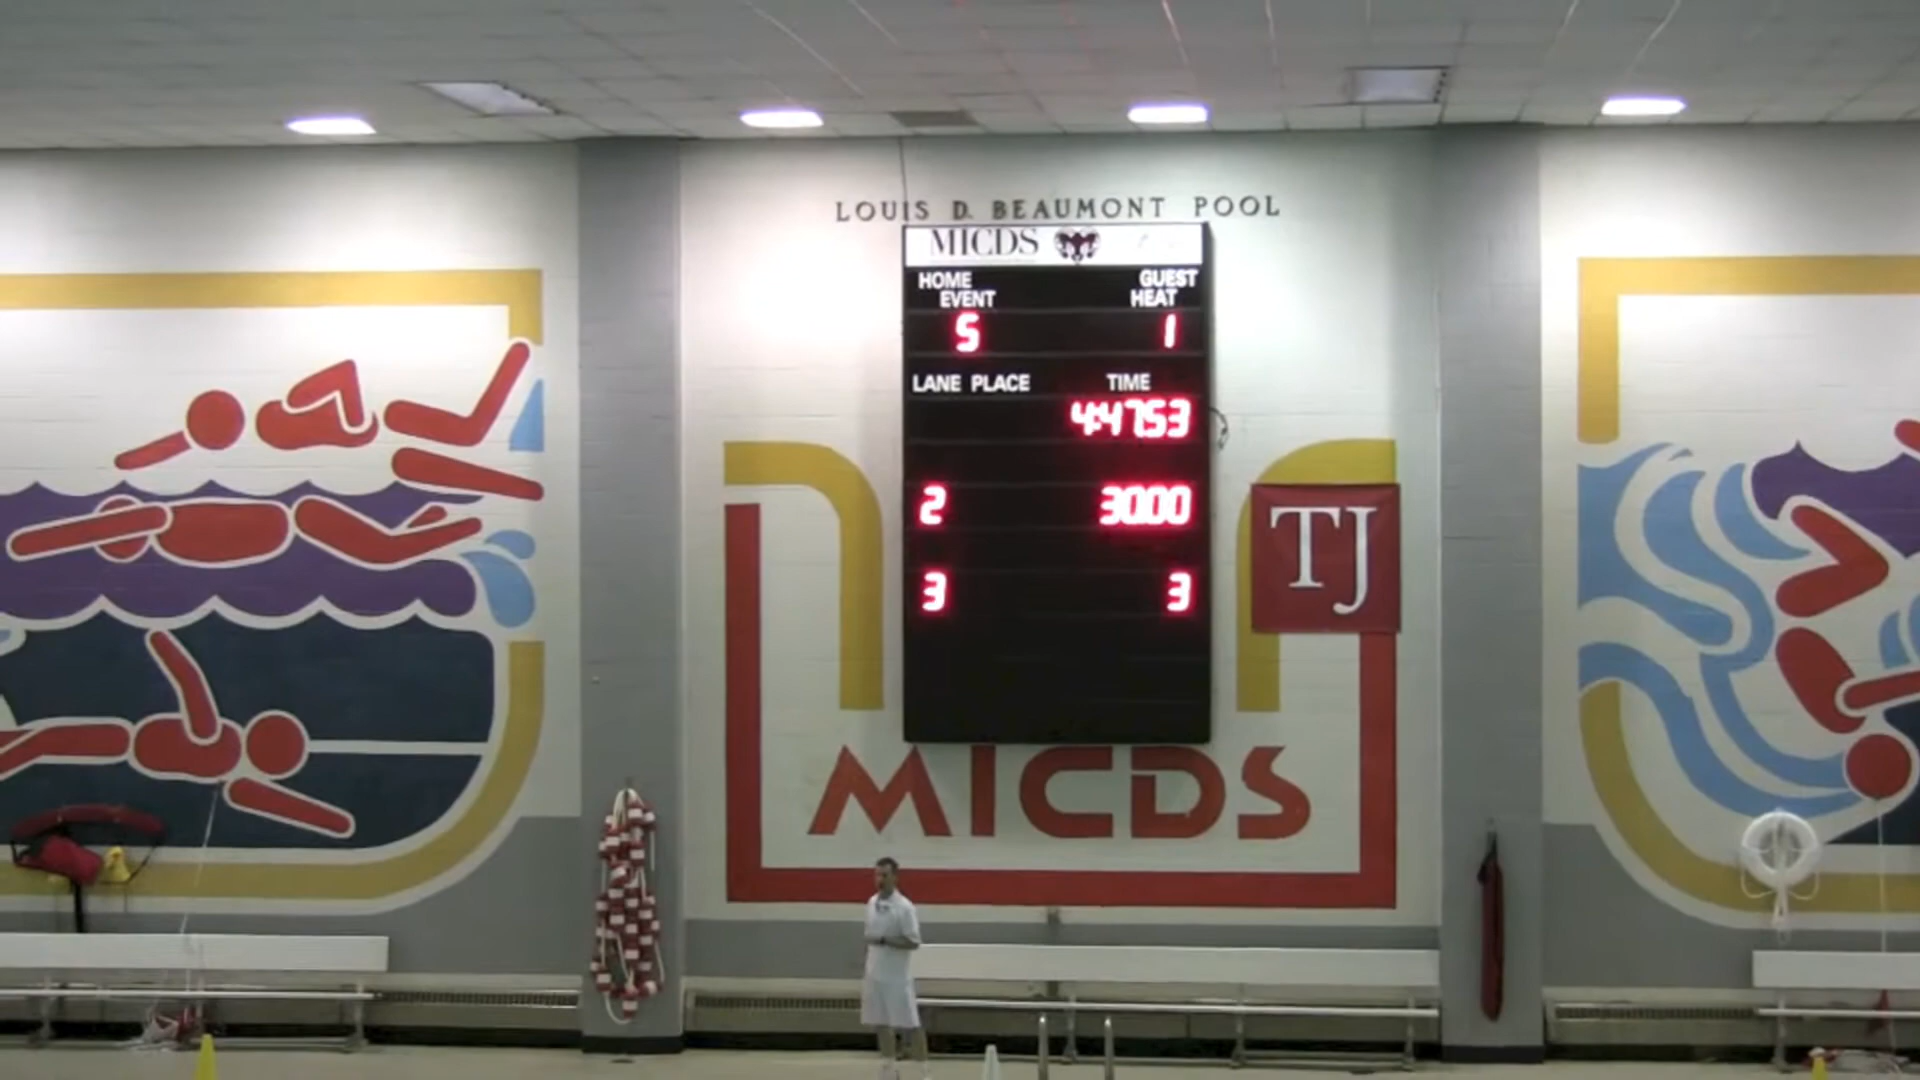 LOUIS D. BEAUMONT POOL
MICDS
HOME GUEST
EVENT HEAT
5 1
LANE PLACE TIME
4:47.53
2 30.00
3 3
TJ
MICDS